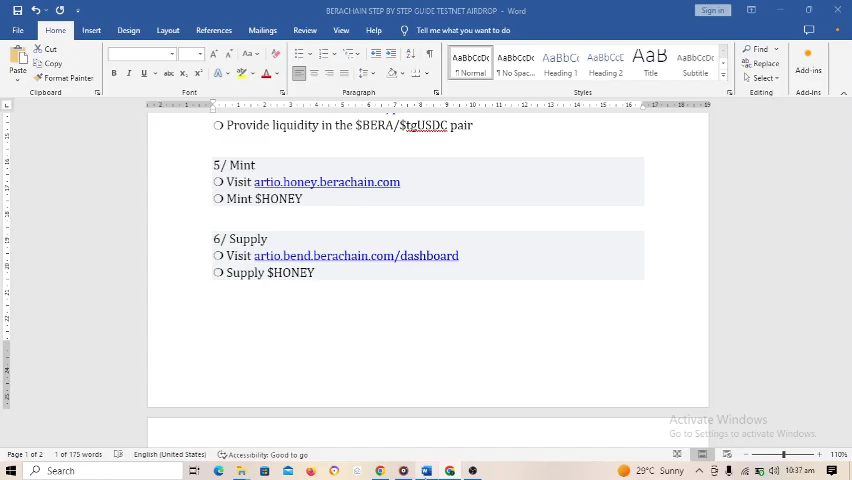 BERACHAIN STEP BY STEP GUIDE TESTNET AIRDROP - Word
Sign in
File Home Insert Draw Design Layout References Mailings Review View Help Tell me what you want to do
Paste
Cut
Copy
Format Painter
Clipboard
Font
Paragraph
AaBbCcDc ¶ Normal
AaBbCcDc ¶ No Spac...
AaBbCcD Heading 1
AaBbCcD Heading 2
AaB Title
AaBbCcD Subtitle
Styles
Find
Replace
Select
Editing
Add-ins
Add-ins
❍ Provide liquidity in the $BERA/$tgUSDC pair
5/ Mint
❍ Visit artio.honey.berachain.com
❍ Mint $HONEY
6/ Supply
❍ Visit artio.bend.berachain.com/dashboard
❍ Supply $HONEY
Activate Windows
Go to Settings to activate Windows.
Page 1 of 2 1 of 175 words English (United States) Accessibility: Good to go 110%
Search 29°C Sunny 10:37 am